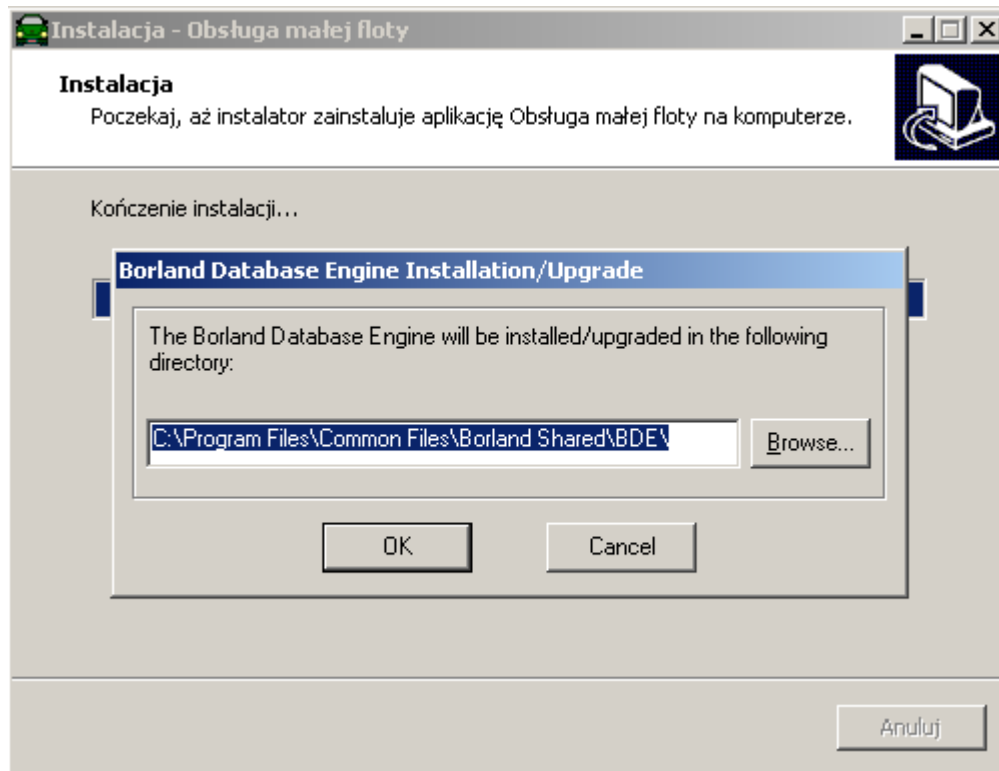 Instalacja - Obsługa małej floty
Instalacja
Poczekaj, aż instalator zainstaluje aplikację Obsługa małej floty na komputerze.
Kończenie instalacji...
Borland Database Engine Installation/Upgrade
The Borland Database Engine will be installed/upgraded in the following
directory:
C:\Program Files\Common Files\Borland Shared\BDE\
Browse...
OK
Cancel
Anuluj